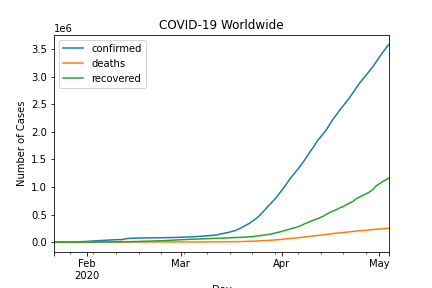 COVID-19 Worldwide
1e6
confirmed
deaths
recovered
Number of Cases
3.5
3.0
2.5
2.0
1.5
1.0
0.5
0.0
Feb
2020
Mar
Apr
May